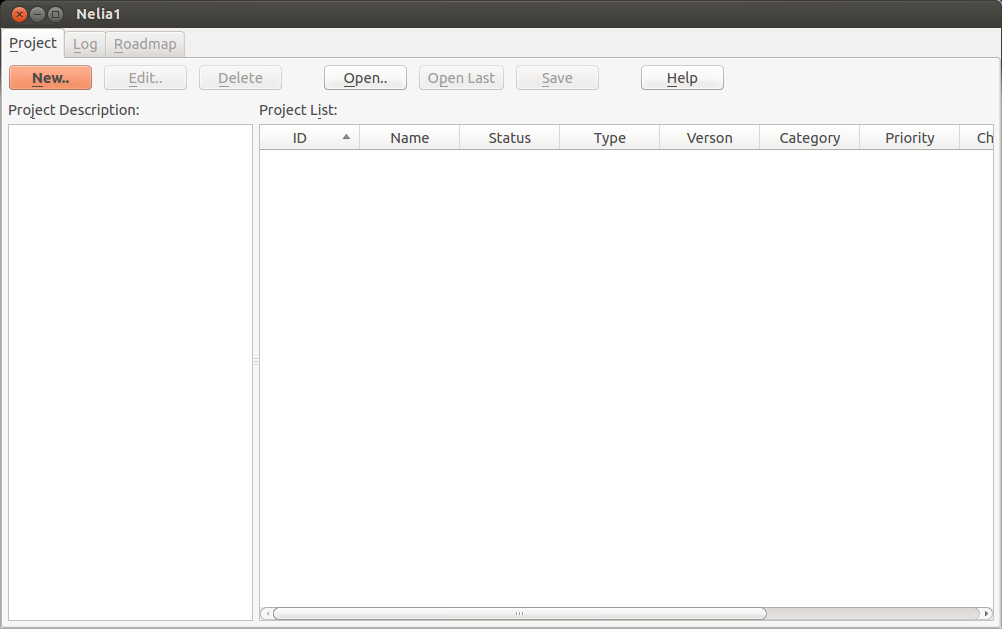 Nelia1
Project Log Roadmap
New.. Edit.. Delete Open.. Open Last Save Help
Project Description: Project List:
ID Name Status Type Verson Category Priority Ch